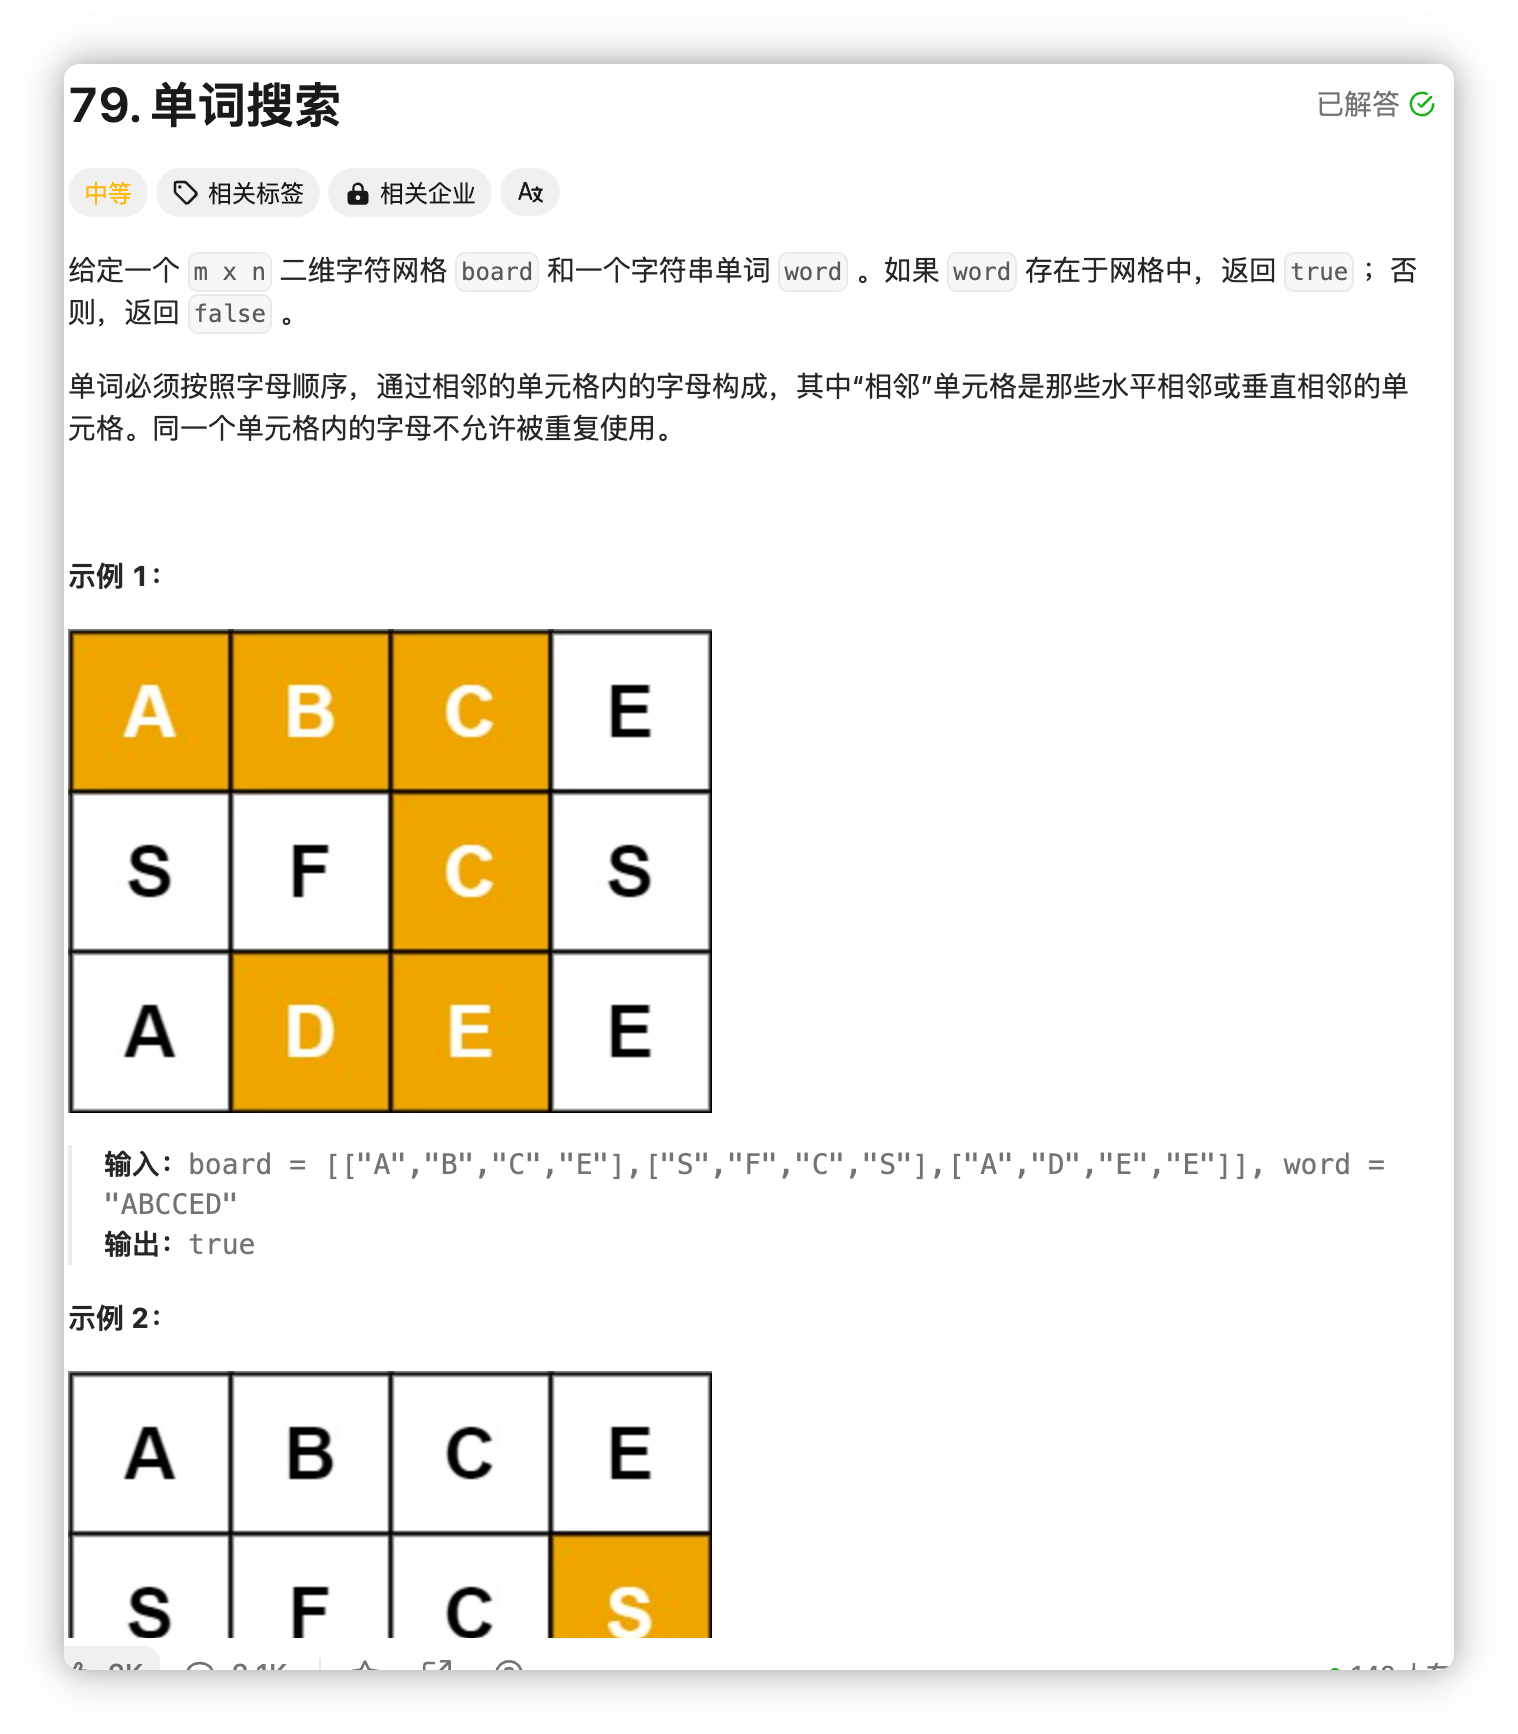 79. 单词搜索
已解答
中等 相关标签 相关企业
给定一个 m x n 二维字符网格 board 和一个字符串单词 word 。如果 word 存在于网格中，返回 true ；否
则，返回 false 。
单词必须按照字母顺序，通过相邻的单元格内的字母构成，其中“相邻”单元格是那些水平相邻或垂直相邻的单
元格。同一个单元格内的字母不允许被重复使用。
示例 1：
A B C E
S F C S
A D E E
输入：board = [["A","B","C","E"],["S","F","C","S"],["A","D","E","E"]], word =
"ABCCED"
输出：true
示例 2：
A B C E
S F C S